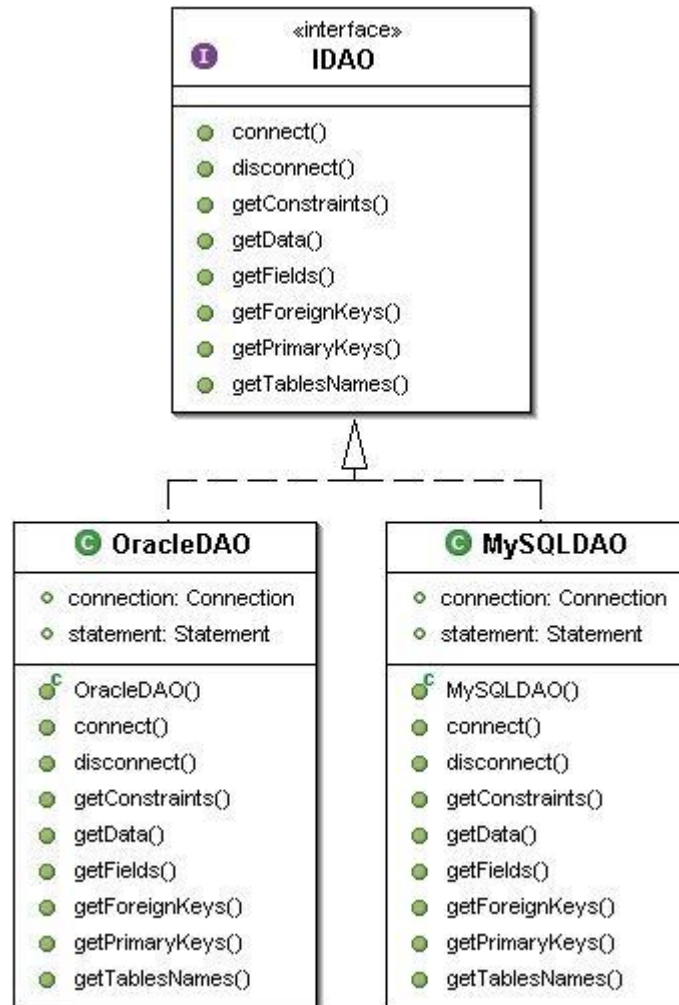 «interface»
I IDAO
connect()
disconnect()
getConstraints()
getData()
getFields()
getForeignKeys()
getPrimaryKeys()
getTablesNames()
C OracleDAO
connection: Connection
statement: Statement
C OracleDAO()
connect()
disconnect()
getConstraints()
getData()
getFields()
getForeignKeys()
getPrimaryKeys()
getTablesNames()
C MySQLDAO
connection: Connection
statement: Statement
C MySQLDAO()
connect()
disconnect()
getConstraints()
getData()
getFields()
getForeignKeys()
getPrimaryKeys()
getTablesNames()